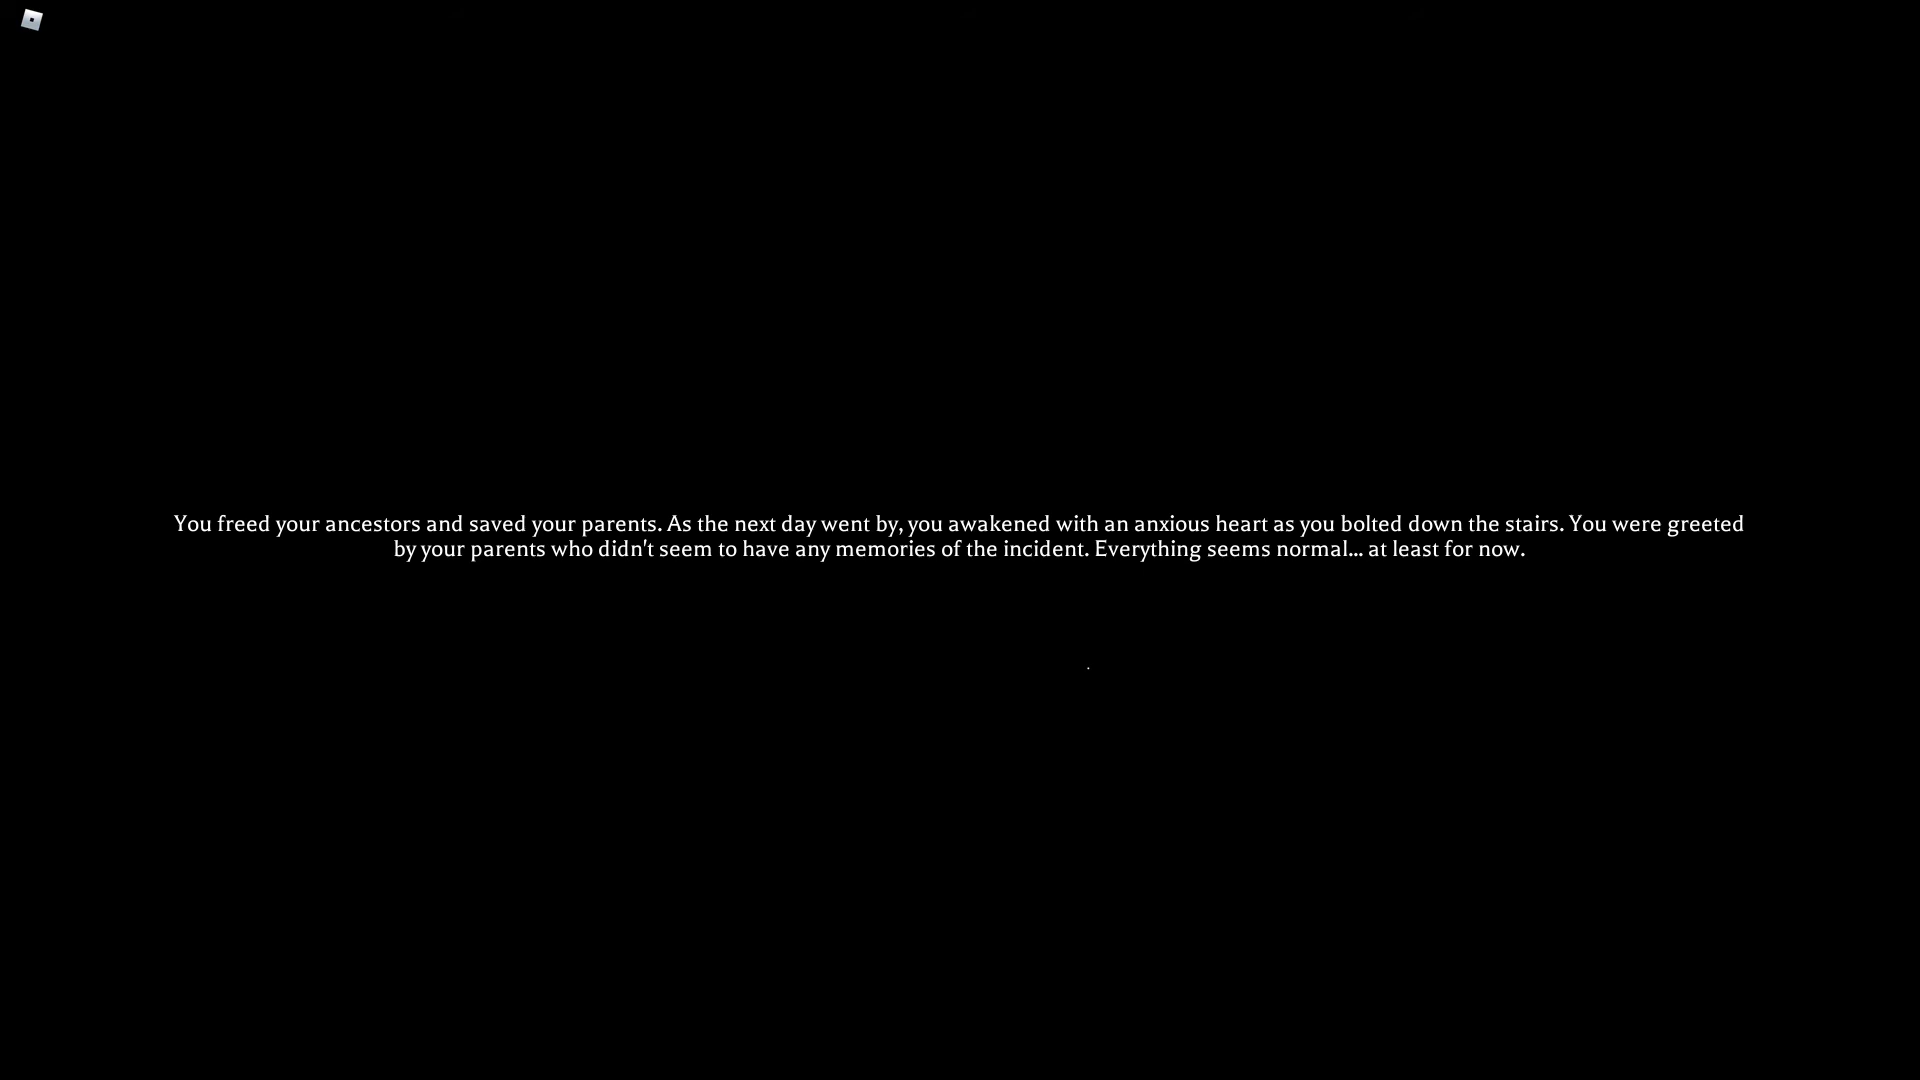 You freed your ancestors and saved your parents. As the next day went by, you awakened with an anxious heart as you bolted down the stairs. You were greeted
by your parents who didn't seem to have any memories of the incident. Everything seems normal... at least for now.